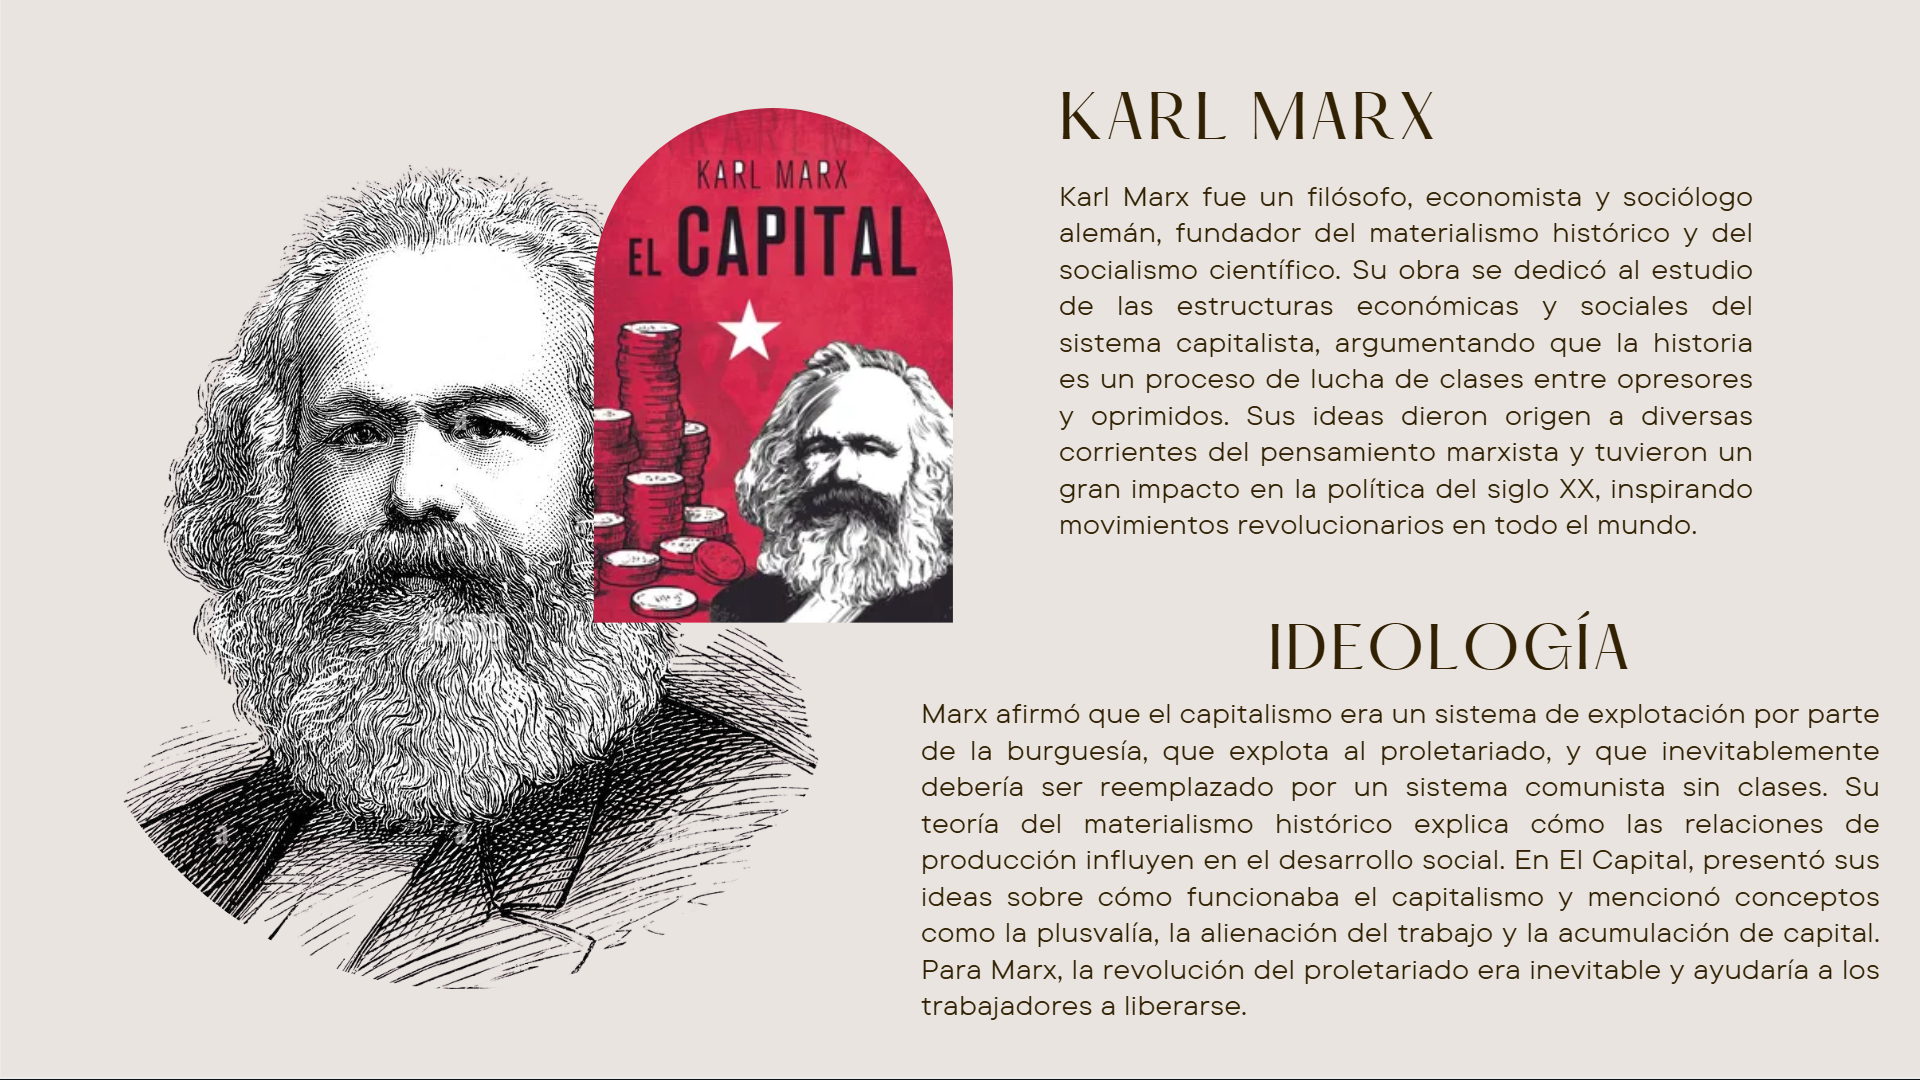 KARL MARX
EL CAPITAL
KARL MARX
Karl Marx fue un filósofo, economista y sociólogo
alemán, fundador del materialismo histórico y del
socialismo científico. Su obra se dedicó al estudio
de las estructuras económicas y sociales del
sistema capitalista, argumentando que la historia
es un proceso de lucha de clases entre opresores
y oprimidos. Sus ideas dieron origen a diversas
corrientes del pensamiento marxista y tuvieron un
gran impacto en la política del siglo XX, inspirando
movimientos revolucionarios en todo el mundo.
IDEOLOGÍA
Marx afirmó que el capitalismo era un sistema de explotación por parte
de la burguesía, que explota al proletariado, y que inevitablemente
debería ser reemplazado por un sistema comunista sin clases. Su
teoría del materialismo histórico explica cómo las relaciones de
producción influyen en el desarrollo social. En El Capital, presentó sus
ideas sobre cómo funcionaba el capitalismo y mencionó conceptos
como la plusvalía, la alienación del trabajo y la acumulación de capital.
Para Marx, la revolución del proletariado era inevitable y ayudaría a los
trabajadores a liberarse.